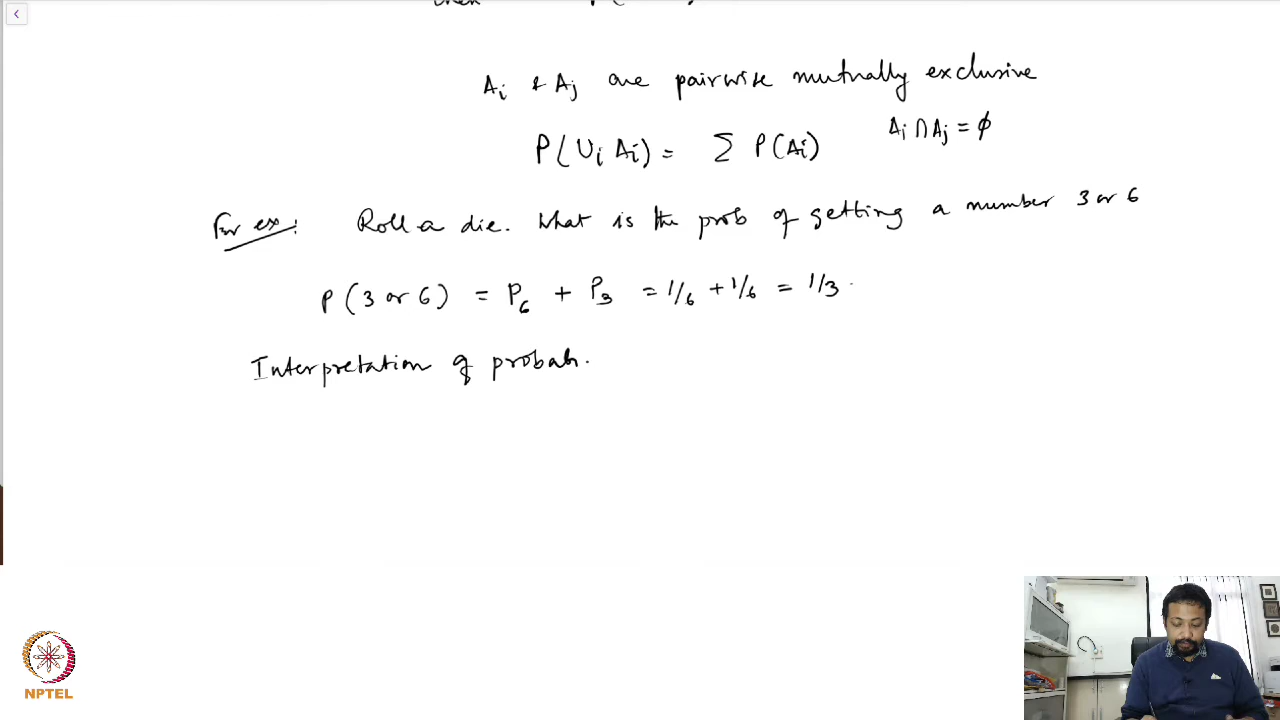 then P(
Ai & Aj are pairwise mutually exclusive
P(∪i Ai) = ∑ P(Ai) Ai ∩ Aj = ϕ
For ex: Roll a die. What is the prob of getting a number 3 or 6
P(3 or 6) = P6 + P3 = 1/6 + 1/6 = 1/3.
Interpretation of probab.
NPTEL